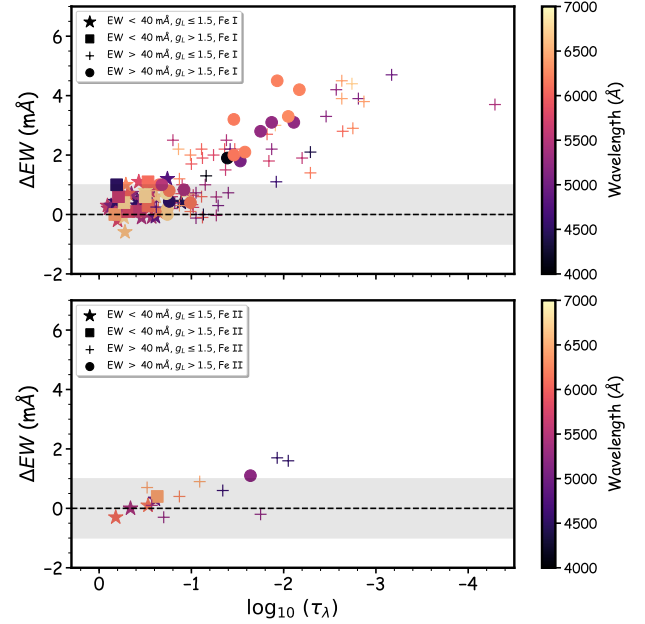 EW < 40 mÅ, g_L ≤ 1.5, Fe I
EW < 40 mÅ, g_L > 1.5, Fe I
EW > 40 mÅ, g_L ≤ 1.5, Fe I
EW > 40 mÅ, g_L > 1.5, Fe I
6
4
2
0
−2
ΔEW (mÅ)
7000
6500
6000
5500
5000
4500
4000
Wavelength (Å)
EW < 40 mÅ, g_L ≤ 1.5, Fe II
EW < 40 mÅ, g_L > 1.5, Fe II
EW > 40 mÅ, g_L ≤ 1.5, Fe II
EW > 40 mÅ, g_L > 1.5, Fe II
6
4
2
0
−2
ΔEW (mÅ)
0 −1 −2 −3 −4
log₁₀ (τ_λ)
7000
6500
6000
5500
5000
4500
4000
Wavelength (Å)